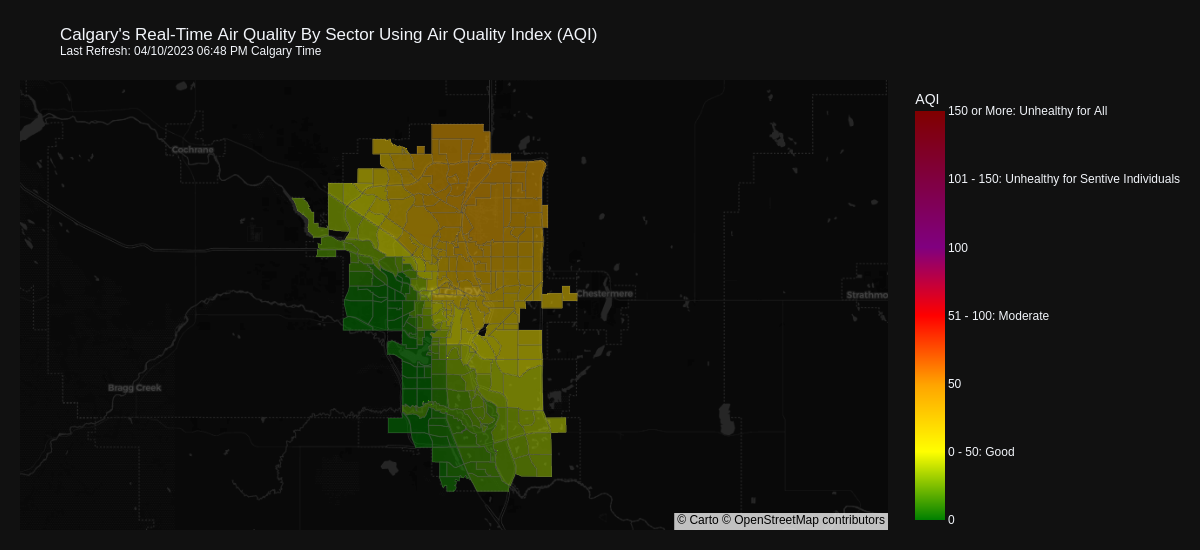 Calgary's Real-Time Air Quality By Sector Using Air Quality Index (AQI)
Last Refresh: 04/10/2023 06:48 PM Calgary Time
AQI
150 or More: Unhealthy for All
Cochrane
101 - 150: Unhealthy for Sentive Individuals
100
CALGARY
Chestermere
Strathmo
51 - 100: Moderate
50
Bragg Creek
0 - 50: Good
0
© Carto © OpenStreetMap contributors